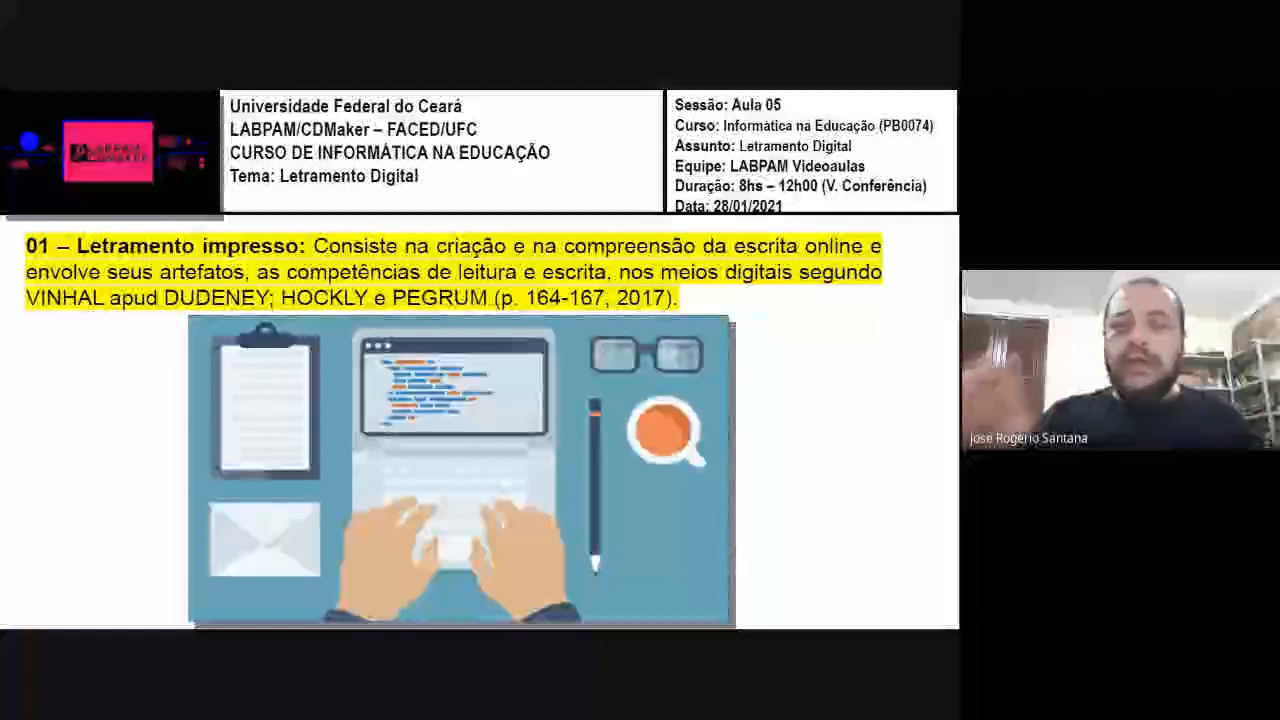 Universidade Federal do Ceará
LABPAM/CDMaker – FACED/UFC
CURSO DE INFORMÁTICA NA EDUCAÇÃO
Tema: Letramento Digital
Sessão: Aula 05
Curso: Informática na Educação (PB0074)
Assunto: Letramento Digital
Equipe: LABPAM Videoaulas
Duração: 8hs – 12h00 (V. Conferência)
Data: 28/01/2021
01 – Letramento impresso: Consiste na criação e na compreensão da escrita online e
envolve seus artefatos, as competências de leitura e escrita, nos meios digitais segundo
VINHAL apud DUDENEY; HOCKLY e PEGRUM (p. 164-167, 2017).
José Rogério Santana